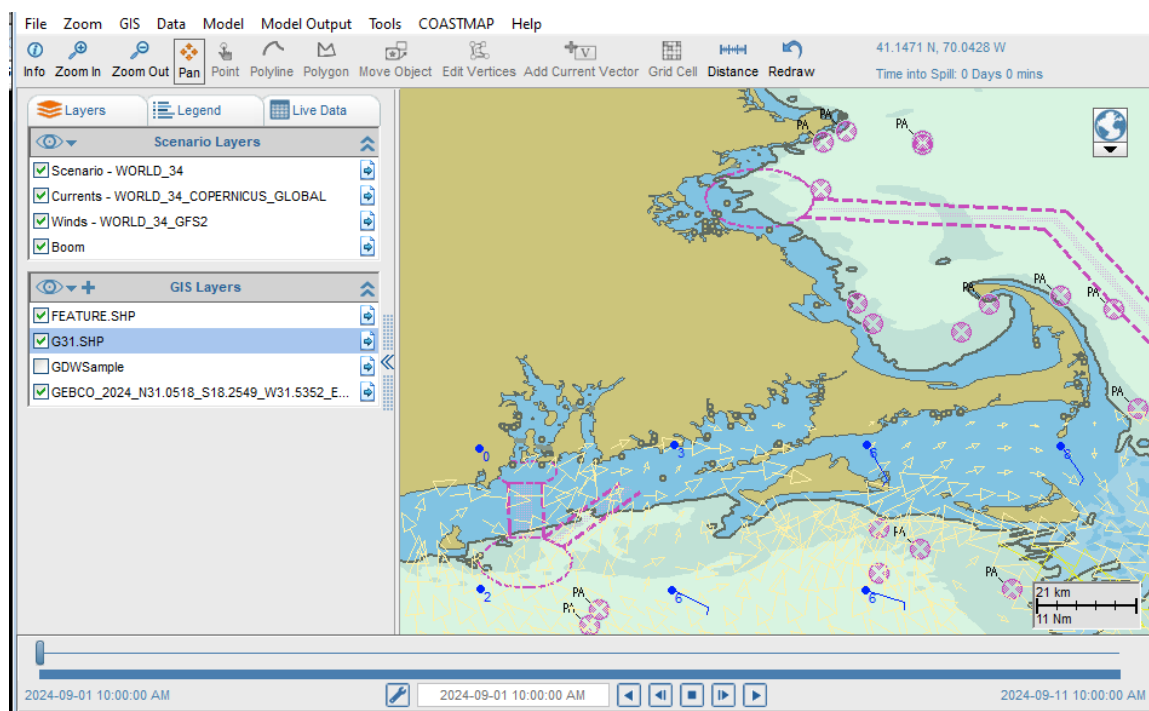 File Zoom GIS Data Model Model Output Tools COASTMAP Help
Info Zoom In Zoom Out Pan Point Polyline Polygon Move Object Edit Vertices Add Current Vector Grid Cell Distance Redraw
41.1471 N, 70.0428 W
Time into Spill: 0 Days 0 mins
Layers Legend Live Data
Scenario Layers
Scenario - WORLD_34
Currents - WORLD_34_COPERNICUS_GLOBAL
Winds - WORLD_34_GFS2
Boom
GIS Layers
FEATURE.SHP
G31.SHP
GDWSample
GEBCO_2024_N31.0518_S18.2549_W31.5352_E...
PA
PA
PA
PA
PA
PA
0
3
6
8
PA
PA
PA
PA
2
6
6
21 km
11 Nm
2024-09-01 10:00:00 AM
2024-09-01 10:00:00 AM
2024-09-11 10:00:00 AM